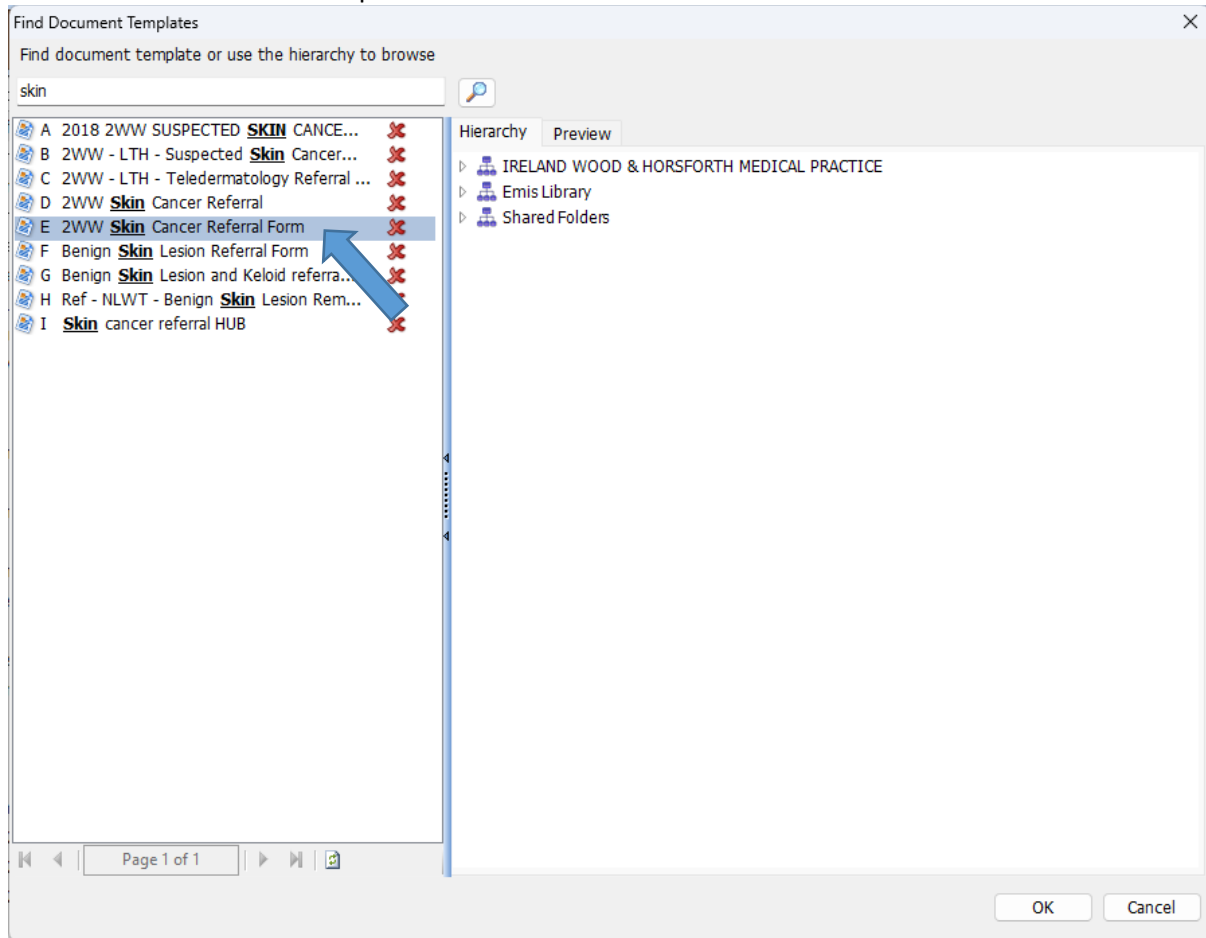 Find Document Templates
Find document template or use the hierarchy to browse
skin
A 2018 2WW SUSPECTED SKIN CANCE...
B 2WW - LTH - Suspected Skin Cancer...
C 2WW - LTH - Teledermatology Referral ...
D 2WW Skin Cancer Referral
E 2WW Skin Cancer Referral Form
F Benign Skin Lesion Referral Form
G Benign Skin Lesion and Keloid referra...
H Ref - NLWT - Benign Skin Lesion Rem...
I Skin cancer referral HUB
Page 1 of 1
Hierarchy Preview
IRELAND WOOD & HORSFORTH MEDICAL PRACTICE
Emis Library
Shared Folders
OK Cancel